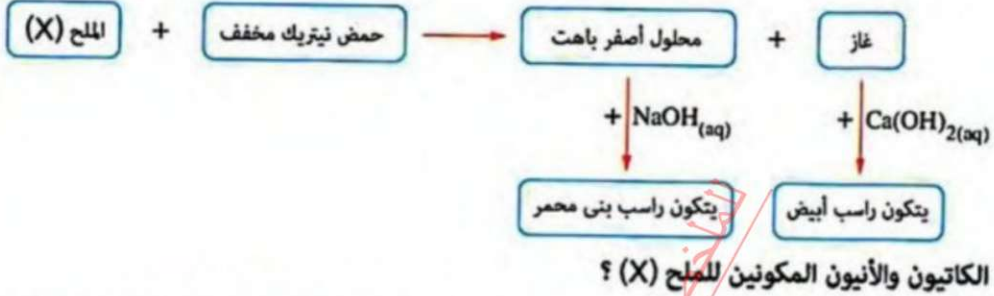 الملح (X) + حمض نيتريك مخفف محلول أصفر باهت + غاز
+ NaOH(aq) + Ca(OH)2(aq)
يتكون راسب بنى محمر يتكون راسب أبيض
الكاتيون والأنيون المكونين للملح (X) ؟